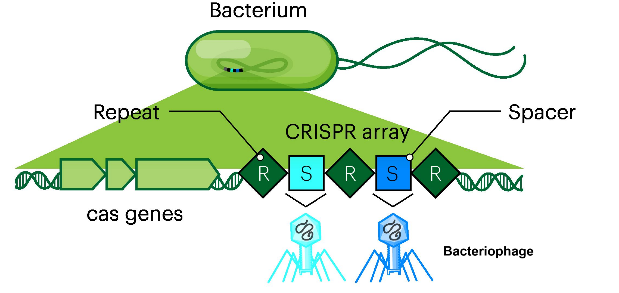 Bacterium
Repeat
Spacer
CRISPR array
R S R S R
cas genes
Bacteriophage